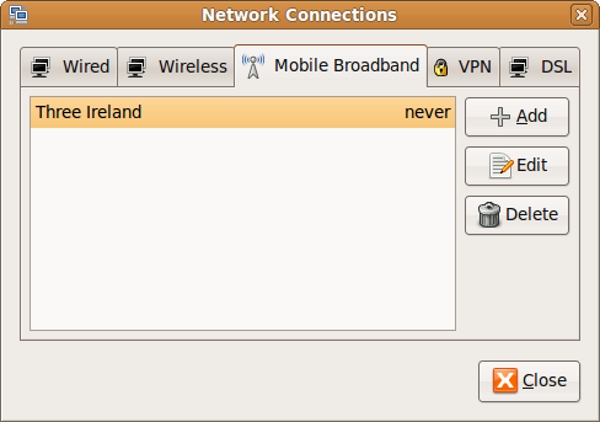 Network Connections
Wired Wireless Mobile Broadband VPN DSL
Three Ireland never
Add
Edit
Delete
Close